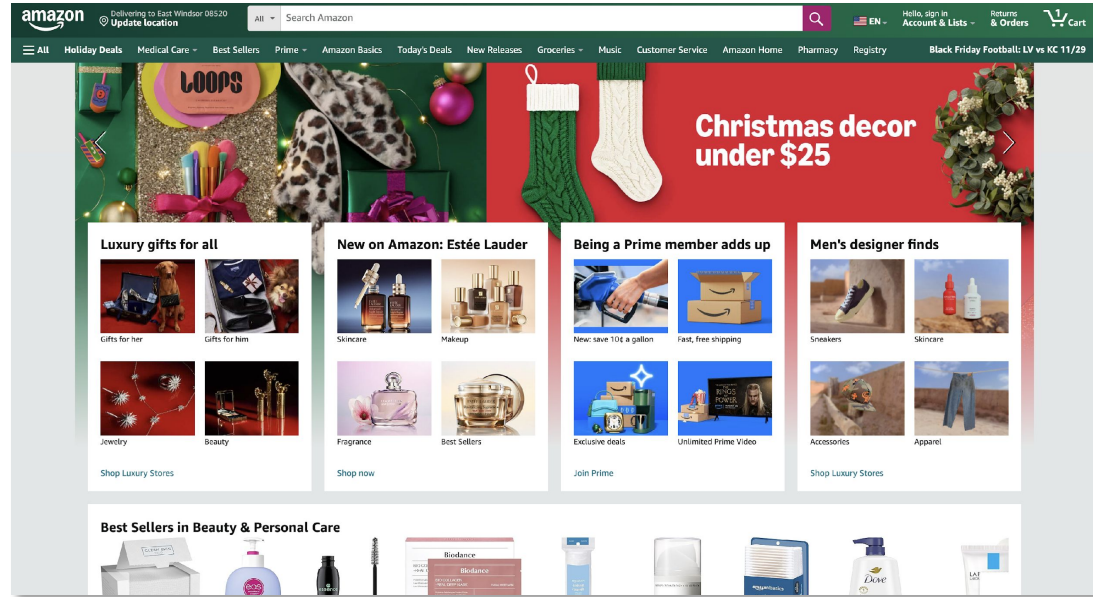 amazon
Delivering to East Windsor 08520
Update location
All
Search Amazon
EN
Hello, sign in
Account & Lists
Returns
& Orders
1
Cart
All
Holiday Deals
Medical Care
Best Sellers
Prime
Amazon Basics
Today's Deals
New Releases
Groceries
Music
Customer Service
Amazon Home
Pharmacy
Registry
Black Friday Football: LV vs KC 11/29
LOOPS
Christmas decor
under $25
Luxury gifts for all
Gifts for her
Gifts for him
Jewelry
Beauty
Shop Luxury Stores
New on Amazon: Estée Lauder
Skincare
Makeup
Fragrance
Best Sellers
Shop now
Being a Prime member adds up
New: save 10¢ a gallon
Fast, free shipping
Exclusive deals
RINGS
POWER
Unlimited Prime Video
Join Prime
Men's designer finds
Sneakers
Skincare
Accessories
Apparel
Shop Luxury Stores
Best Sellers in Beauty & Personal Care
eos
Biodance
Biodance
amazonbasics
Dove